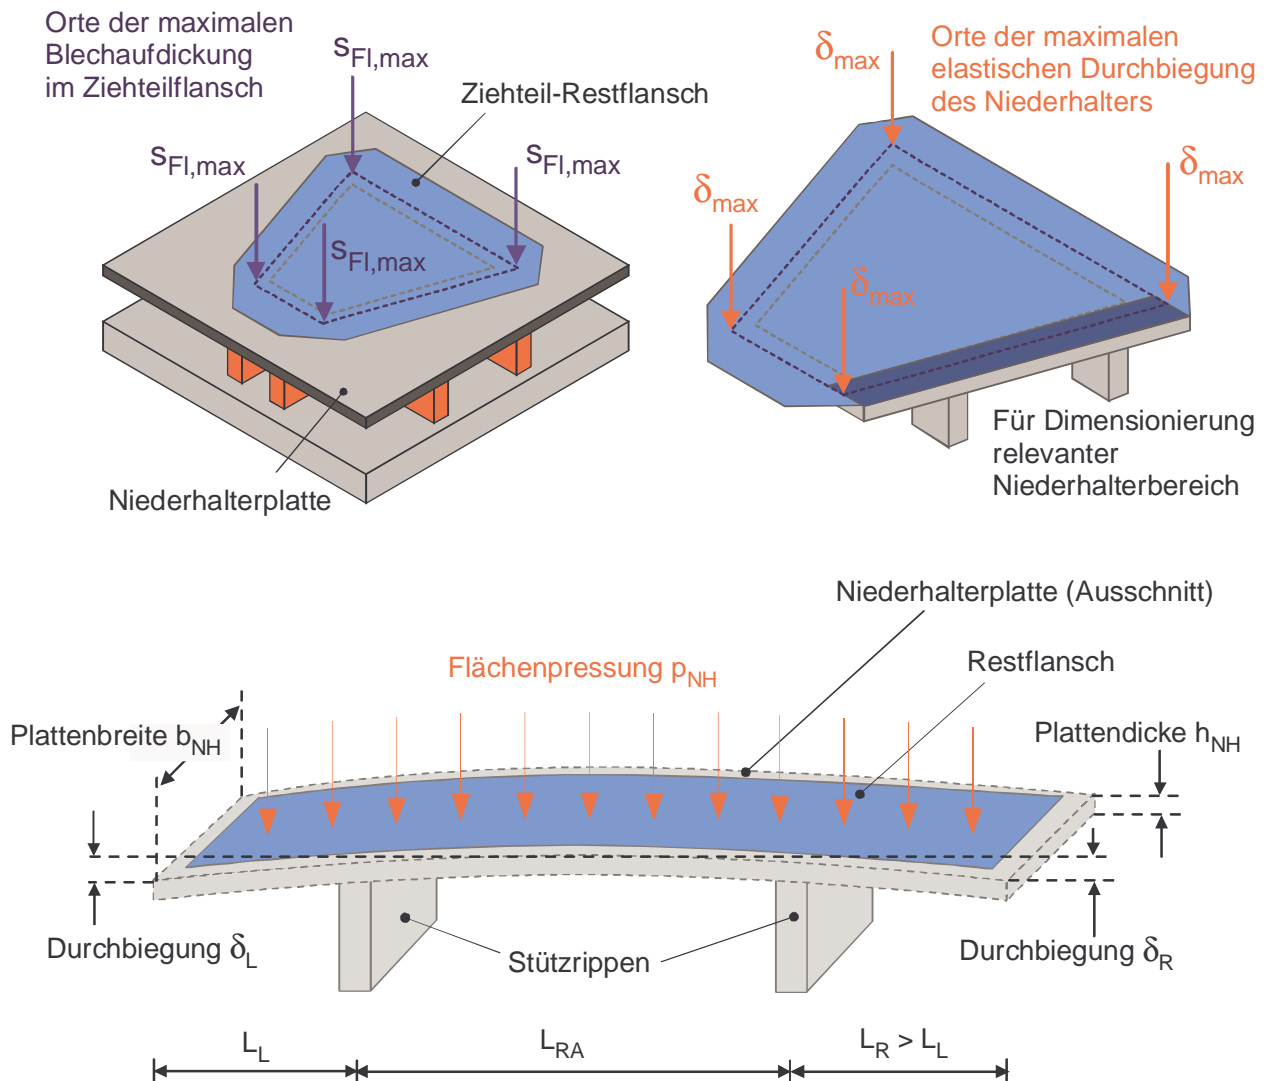 Orte der maximalen
Blechaufdickung
im Ziehteilflansch
sFl,max
Ziehteil-Restflansch
sFl,max
sFl,max
sFl,max
Niederhalterplatte
δmax
Orte der maximalen
elastischen Durchbiegung
des Niederhalters
δmax
δmax
δmax
Für Dimensionierung
relevanter
Niederhalterbereich
Niederhalterplatte (Ausschnitt)
Flächenpressung pNH
Restflansch
Plattenbreite bNH
Plattendicke hNH
Durchbiegung δL
Stützrippen
Durchbiegung δR
LL
LRA
LR > LL